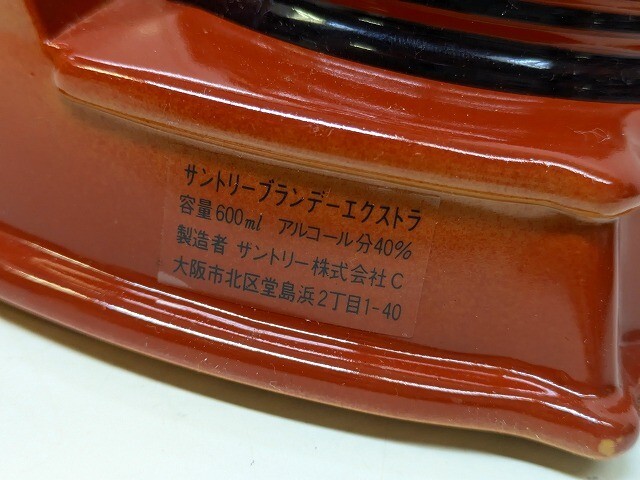 サントリーブランデーエクストラ
容量600ml アルコール分40%
製造者 サントリー株式会社C
大阪市北区堂島浜2丁目1-40